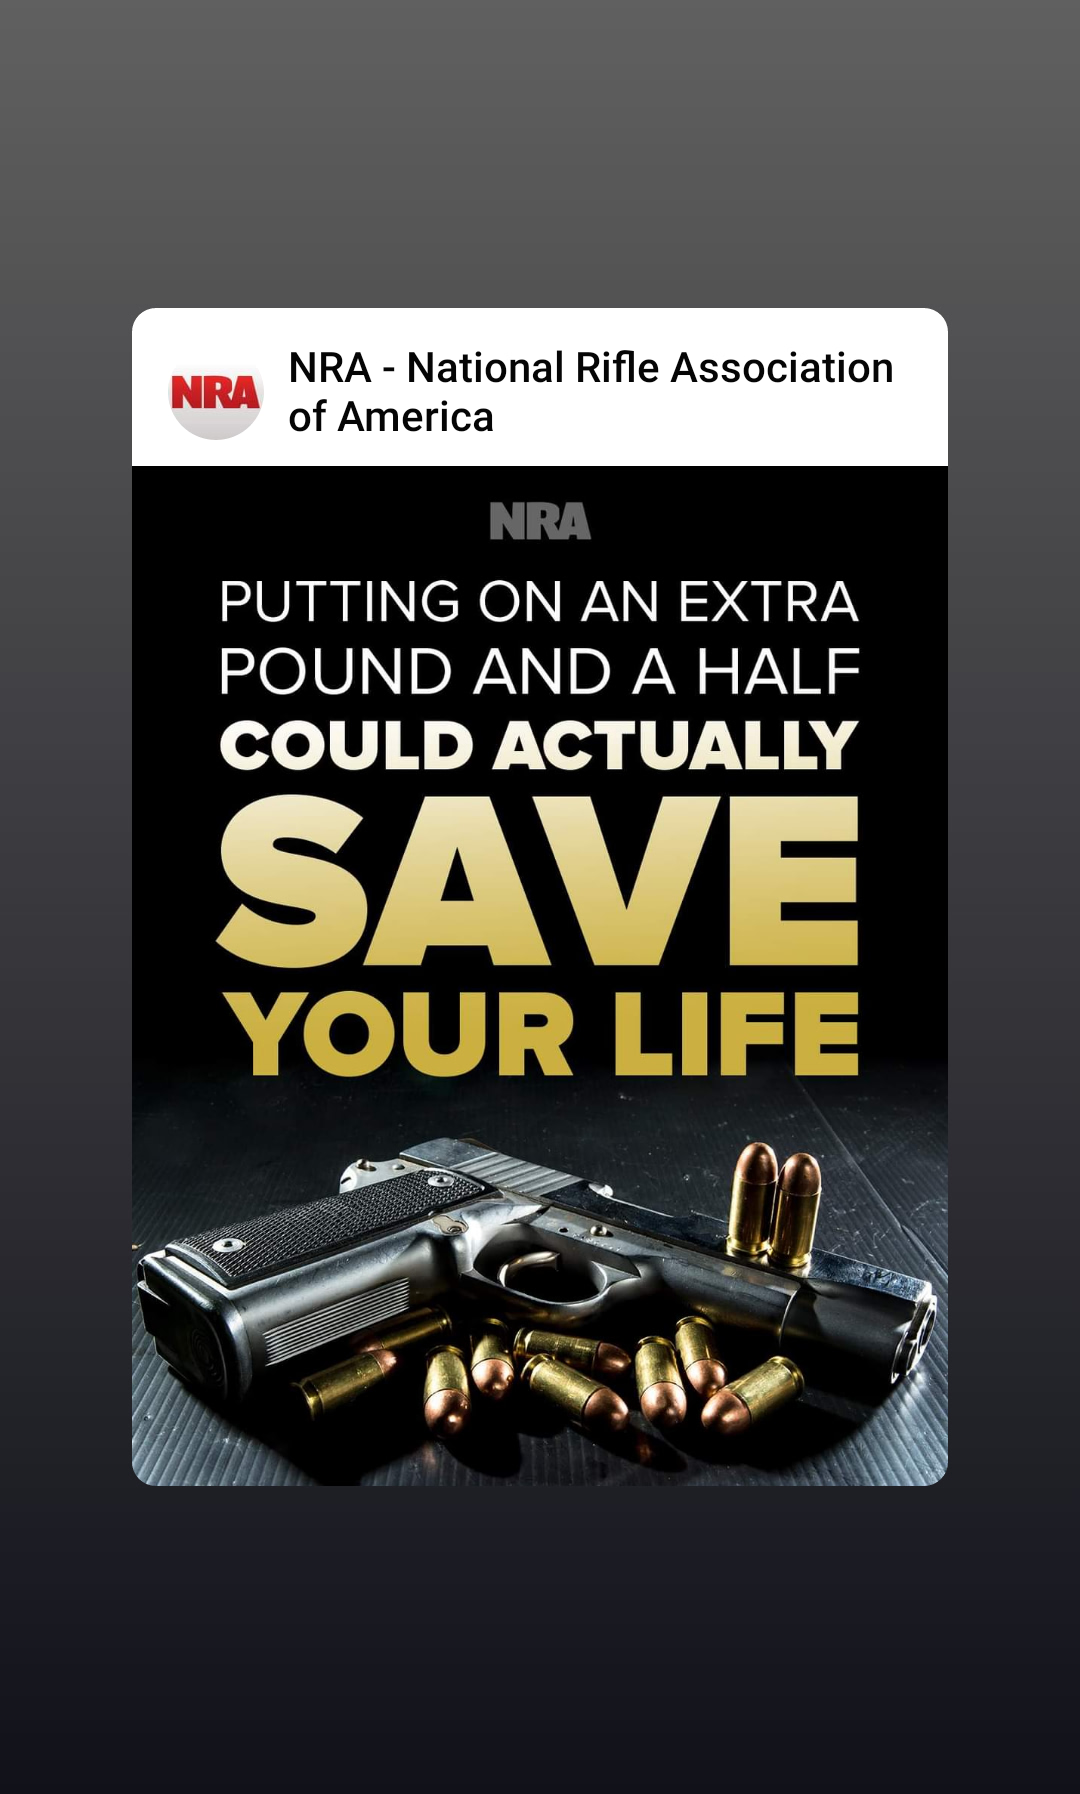 NRA
NRA - National Rifle Association
of America
NRA
PUTTING ON AN EXTRA
POUND AND A HALF
COULD ACTUALLY
SAVE
YOUR LIFE